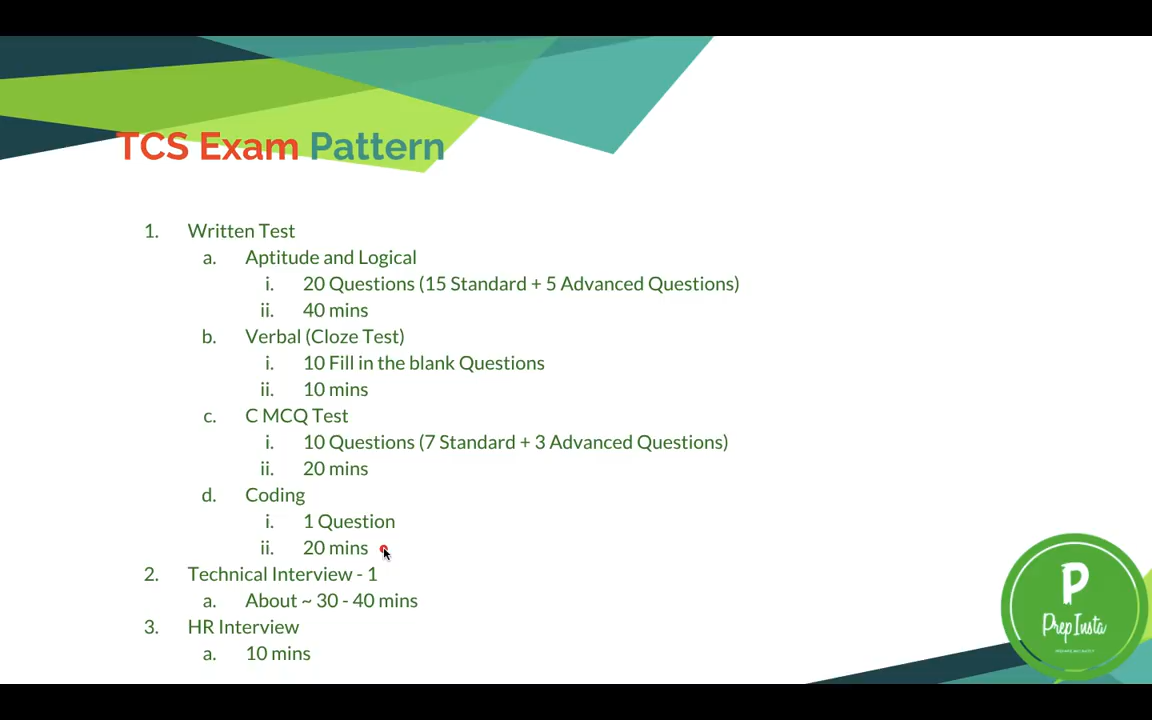 TCS Exam Pattern
1. Written Test
a. Aptitude and Logical
i. 20 Questions (15 Standard + 5 Advanced Questions)
ii. 40 mins
b. Verbal (Cloze Test)
i. 10 Fill in the blank Questions
ii. 10 mins
c. C MCQ Test
i. 10 Questions (7 Standard + 3 Advanced Questions)
ii. 20 mins
d. Coding
i. 1 Question
ii. 20 mins
2. Technical Interview - 1
a. About ~ 30 - 40 mins
3. HR Interview
a. 10 mins
P
Prep Insta